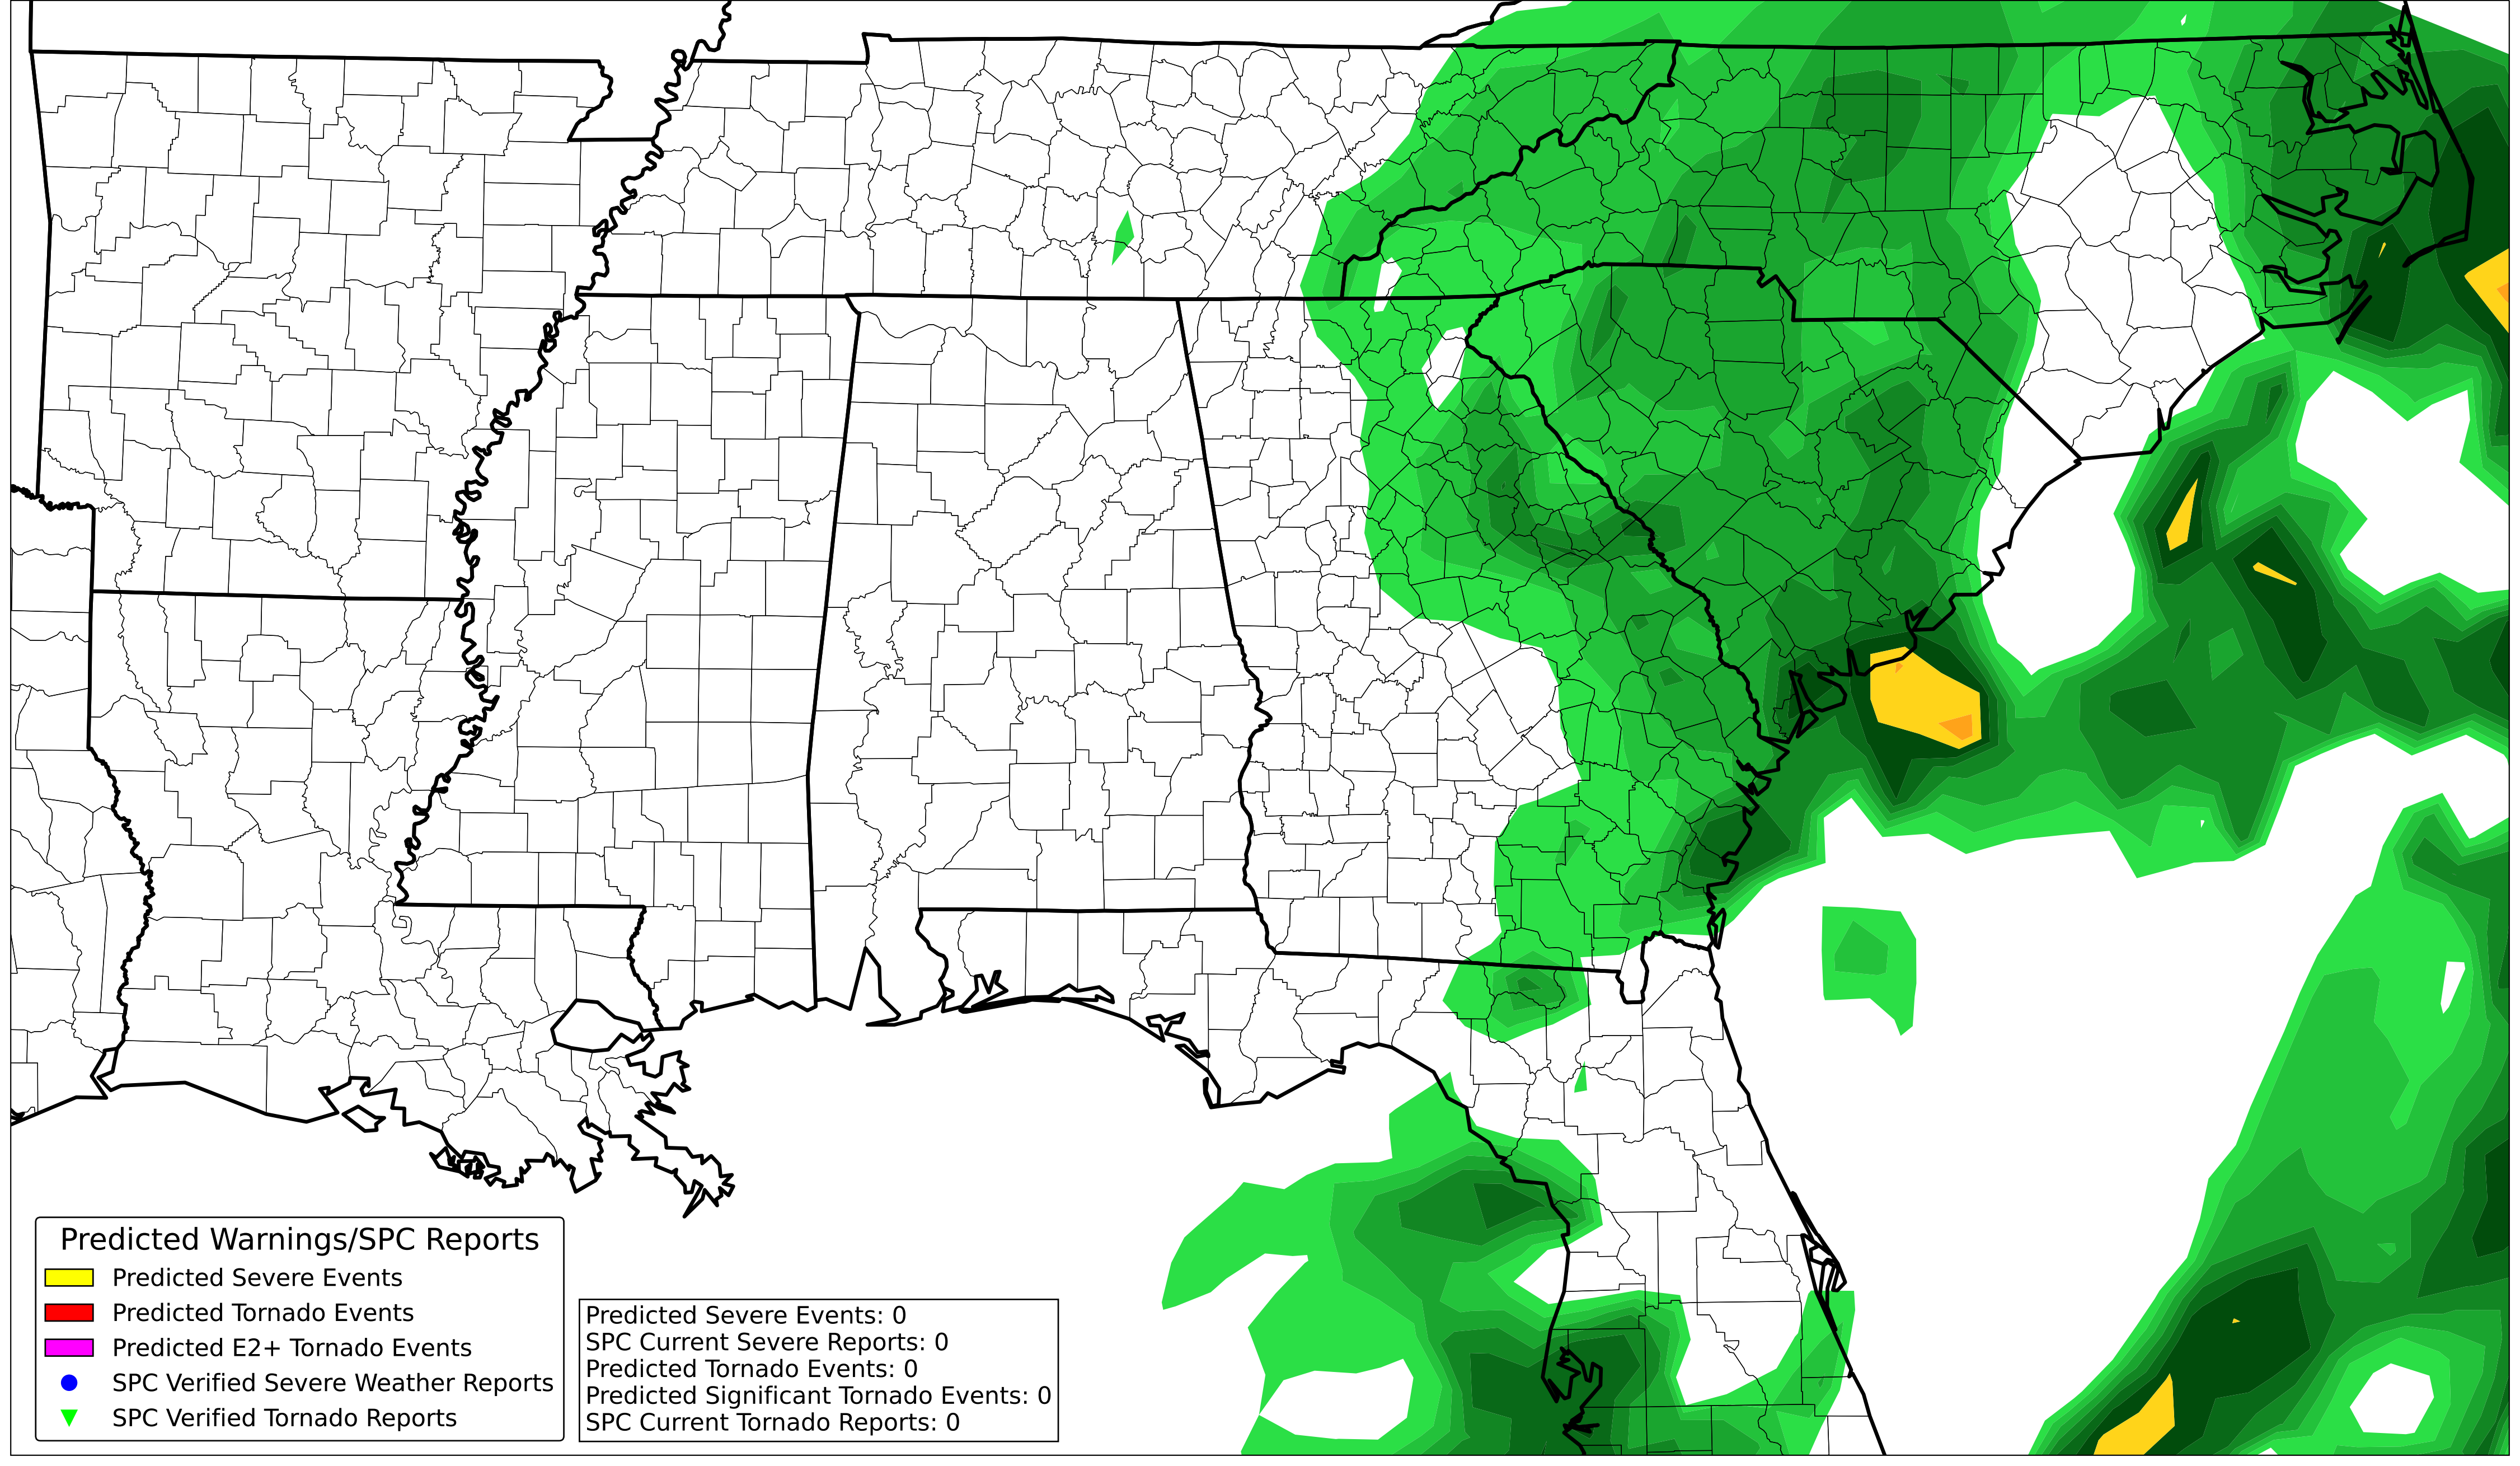 Predicted Warnings/SPC Reports
Predicted Severe Events
Predicted Tornado Events
Predicted E2+ Tornado Events
SPC Verified Severe Weather Reports
SPC Verified Tornado Reports
Predicted Severe Events: 0
SPC Current Severe Reports: 0
Predicted Tornado Events: 0
Predicted Significant Tornado Events: 0
SPC Current Tornado Reports: 0